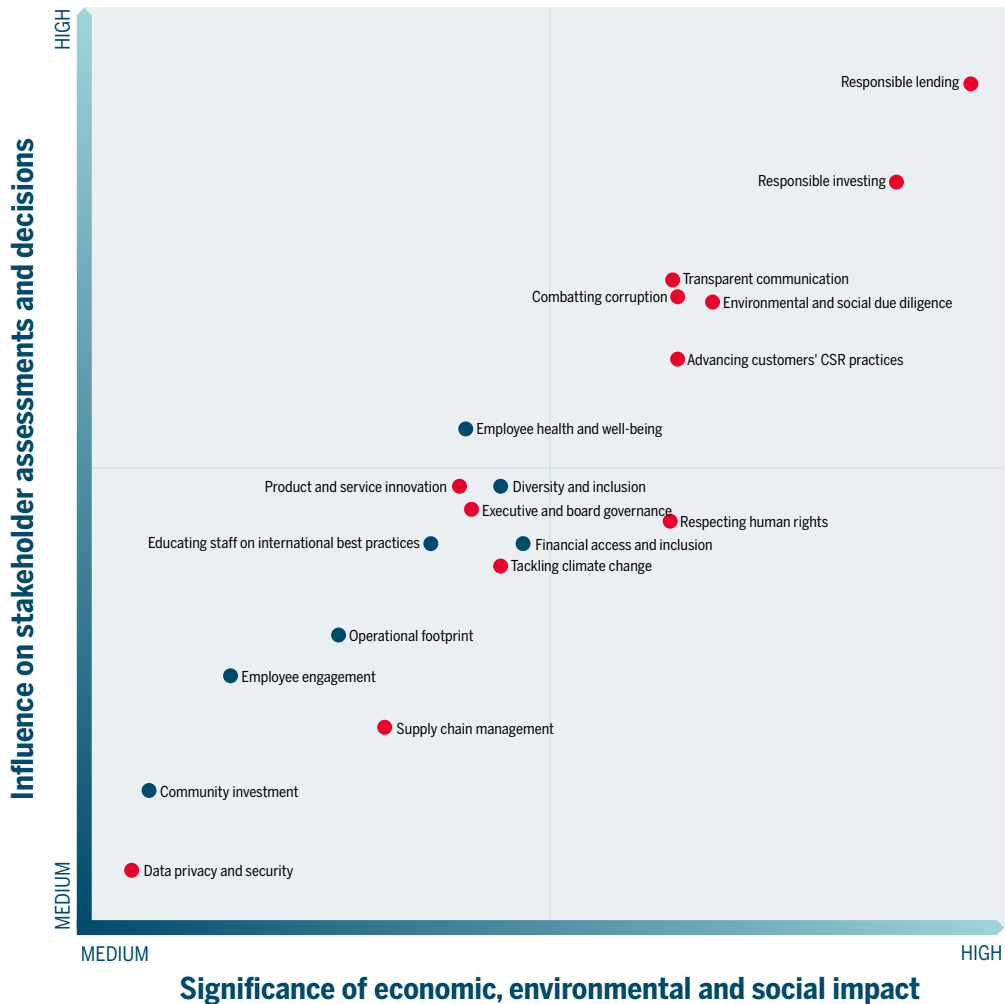 HIGH
Influence on stakeholder assessments and decisions
Responsible lending
Responsible investing
Transparent communication
Combatting corruption
Environmental and social due diligence
Advancing customers' CSR practices
Employee health and well-being
Product and service innovation
Diversity and inclusion
Executive and board governance
Respecting human rights
Educating staff on international best practices
Financial access and inclusion
Tackling climate change
Operational footprint
Employee engagement
Supply chain management
Community investment
Data privacy and security
MEDIUM
MEDIUM
HIGH
Significance of economic, environmental and social impact